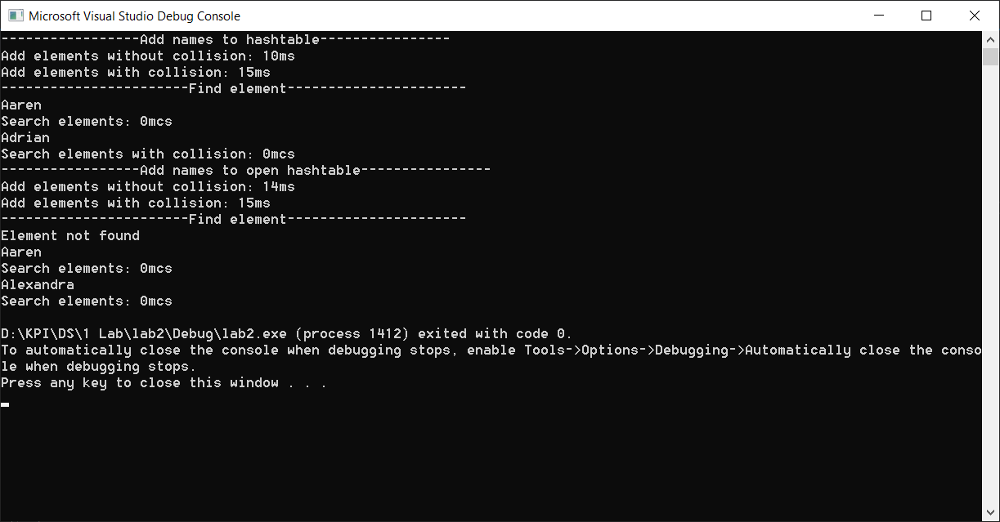 Microsoft Visual Studio Debug Console
-----------------Add names to hashtable----------------
Add elements without collision: 10ms
Add elements with collision: 15ms
-----------------------Find element----------------------
Aaren
Search elements: 0mcs
Adrian
Search elements with collision: 0mcs
-----------------Add names to open hashtable----------------
Add elements without collision: 14ms
Add elements with collision: 15ms
-----------------------Find element----------------------
Element not found
Aaren
Search elements: 0mcs
Alexandra
Search elements: 0mcs
D:\KPI\DS\1 Lab\lab2\Debug\lab2.exe (process 1412) exited with code 0.
To automatically close the console when debugging stops, enable Tools->Options->Debugging->Automatically close the conso
le when debugging stops.
Press any key to close this window . . .